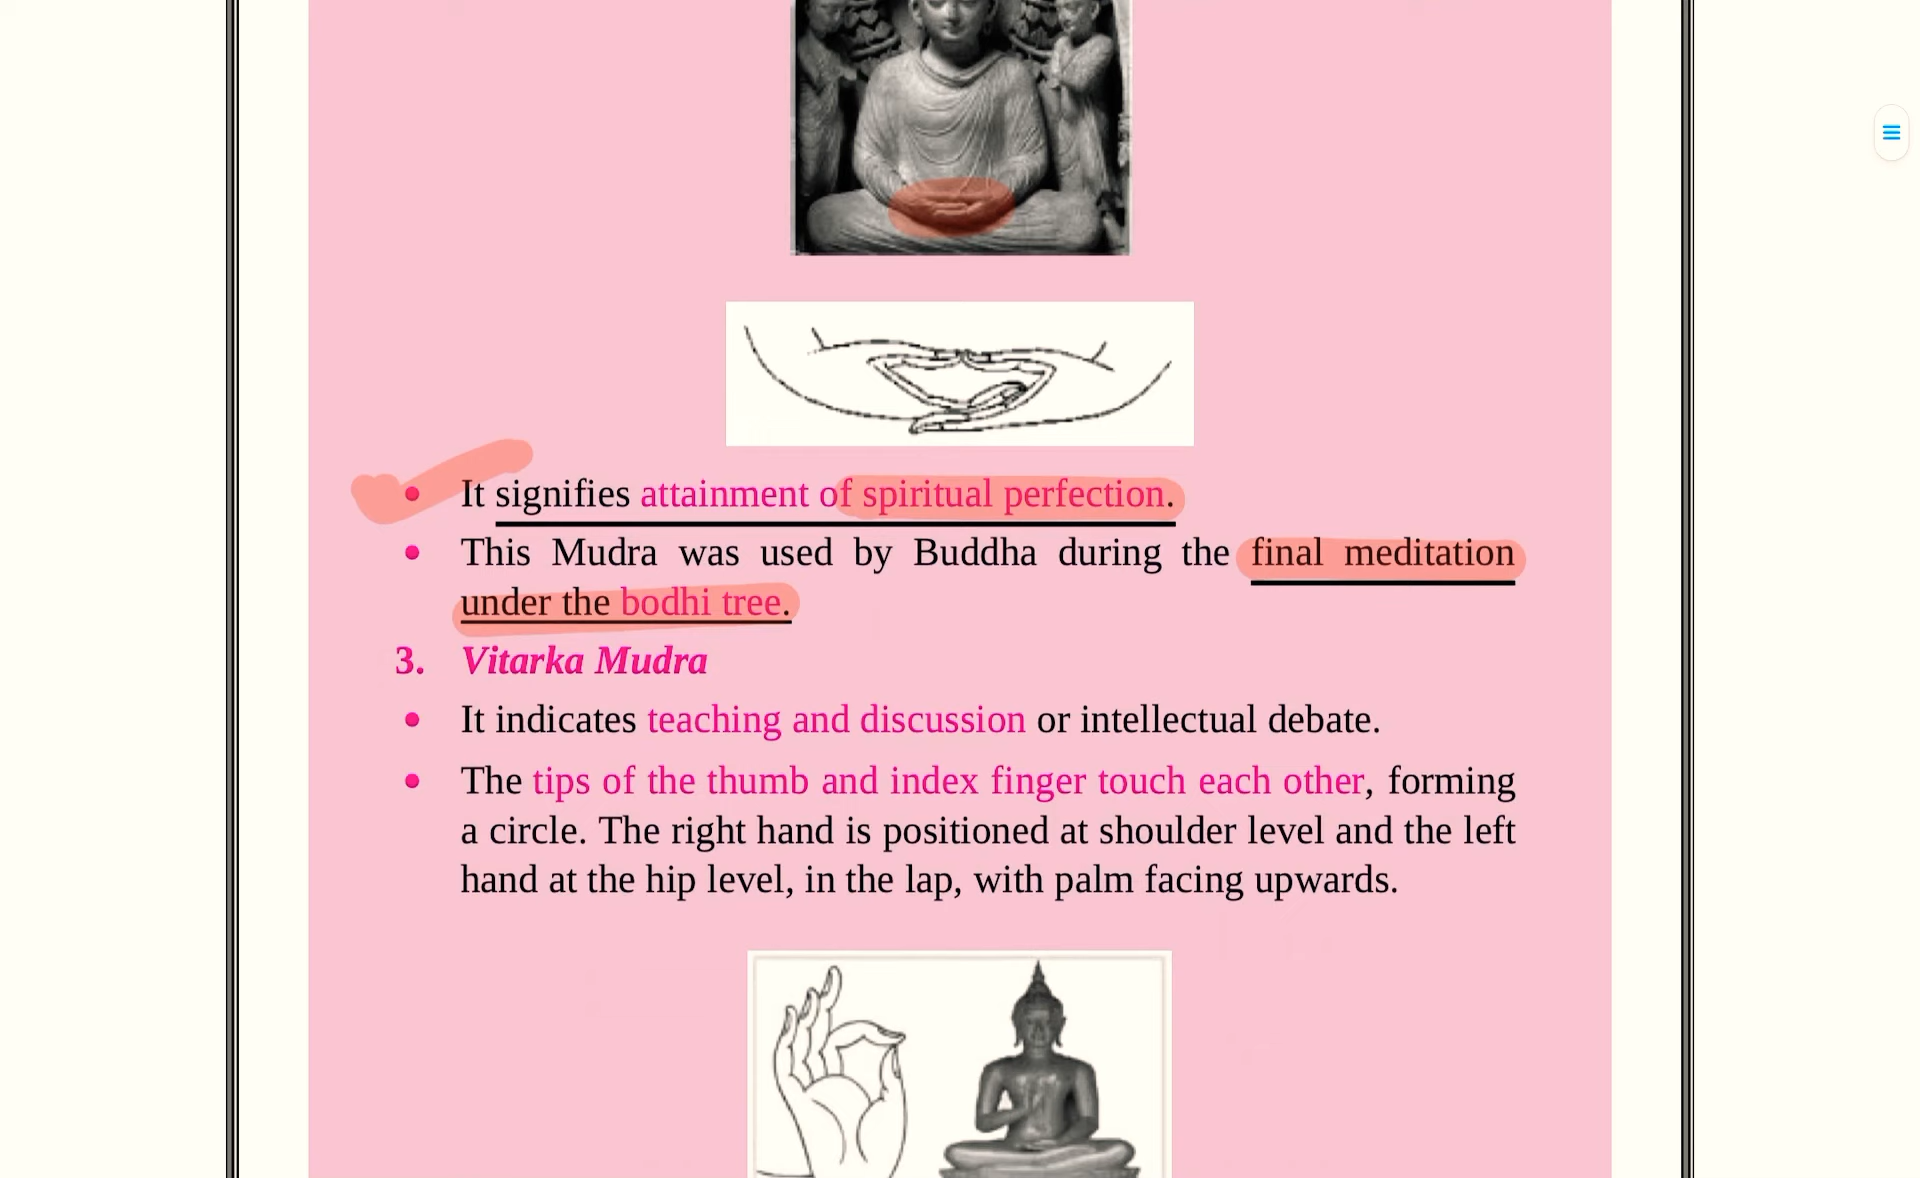 • It signifies attainment of spiritual perfection.
• This Mudra was used by Buddha during the final meditation
under the bodhi tree.
3. Vitarka Mudra
• It indicates teaching and discussion or intellectual debate.
• The tips of the thumb and index finger touch each other, forming
a circle. The right hand is positioned at shoulder level and the left
hand at the hip level, in the lap, with palm facing upwards.